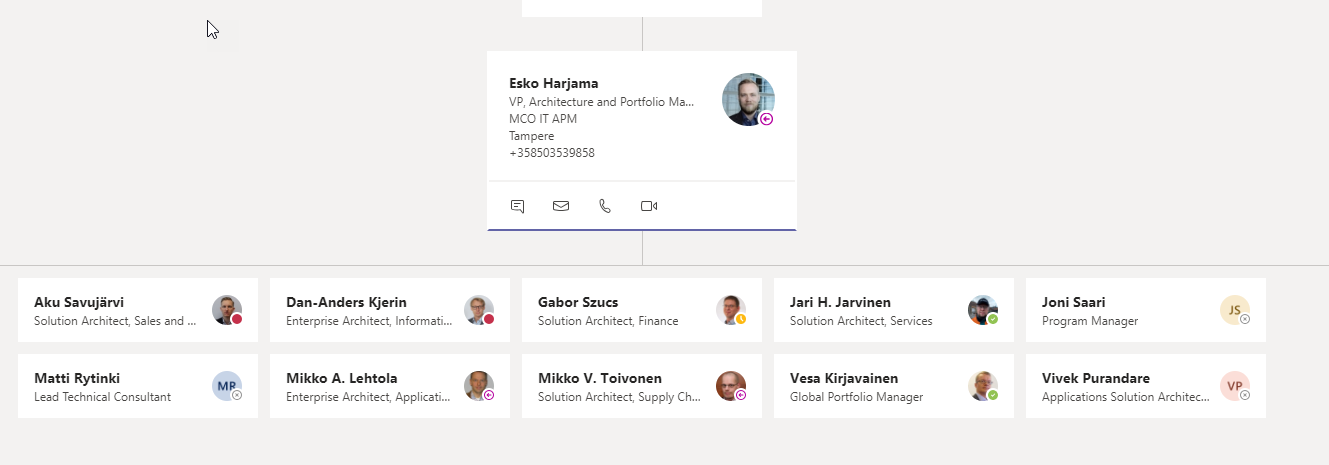 Esko Harjama
VP, Architecture and Portfolio Ma...
MCO IT APM
Tampere
+358503539858
Aku Savujärvi
Solution Architect, Sales and ...
Dan-Anders Kjerin
Enterprise Architect, Informati...
Gabor Szucs
Solution Architect, Finance
Jari H. Jarvinen
Solution Architect, Services
Joni Saari
Program Manager
JS
Matti Rytinki
Lead Technical Consultant
MR
Mikko A. Lehtola
Enterprise Architect, Applicati...
Mikko V. Toivonen
Solution Architect, Supply Ch...
Vesa Kirjavainen
Global Portfolio Manager
Vivek Purandare
Applications Solution Architec...
VP